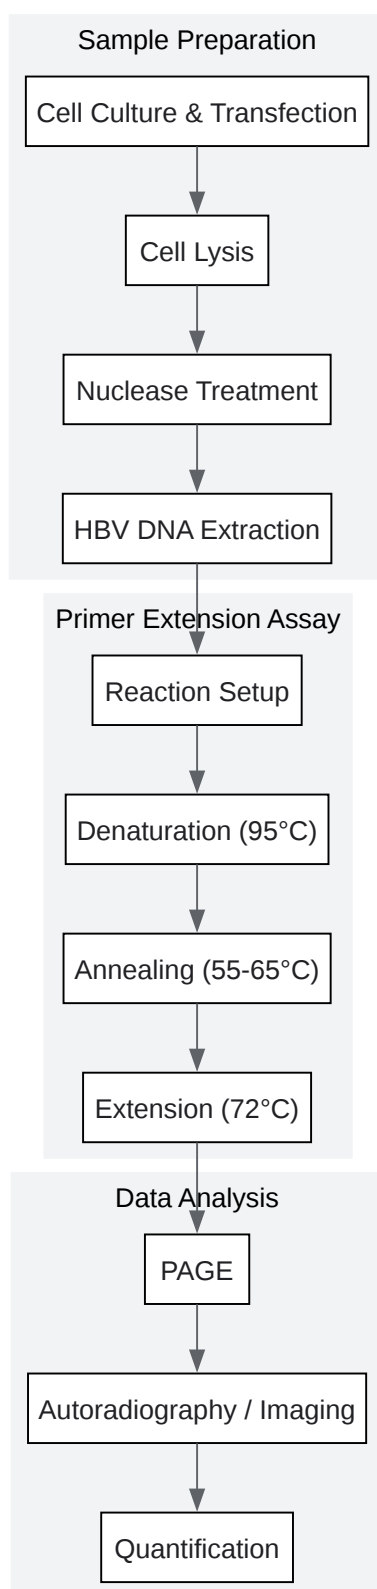 Sample Preparation
Cell Culture & Transfection
Cell Lysis
Nuclease Treatment
HBV DNA Extraction
Primer Extension Assay
Reaction Setup
Denaturation (95°C)
Annealing (55-65°C)
Extension (72°C)
Data Analysis
PAGE
Autoradiography / Imaging
Quantification